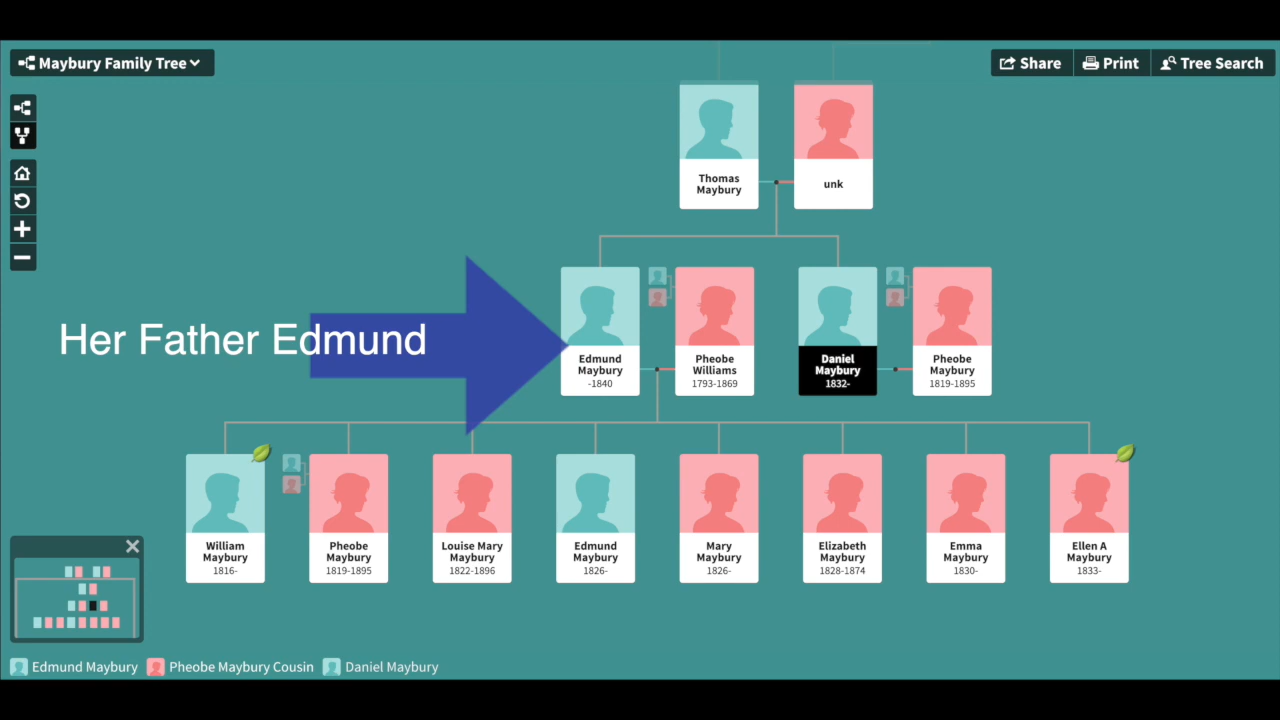 Maybury Family Tree
Share
Print
Tree Search
Thomas
Maybury
unk
Her Father Edmund
Edmund
Maybury
-1840
Pheobe
Williams
1793-1869
Daniel
Maybury
1832-
Pheobe
Maybury
1819-1895
William
Maybury
1816-
Pheobe
Maybury
1819-1895
Louise Mary
Maybury
1822-1896
Edmund
Maybury
1826-
Mary
Maybury
1826-
Elizabeth
Maybury
1828-1874
Emma
Maybury
1830-
Ellen A
Maybury
1833-
Edmund Maybury
Pheobe Maybury Cousin
Daniel Maybury